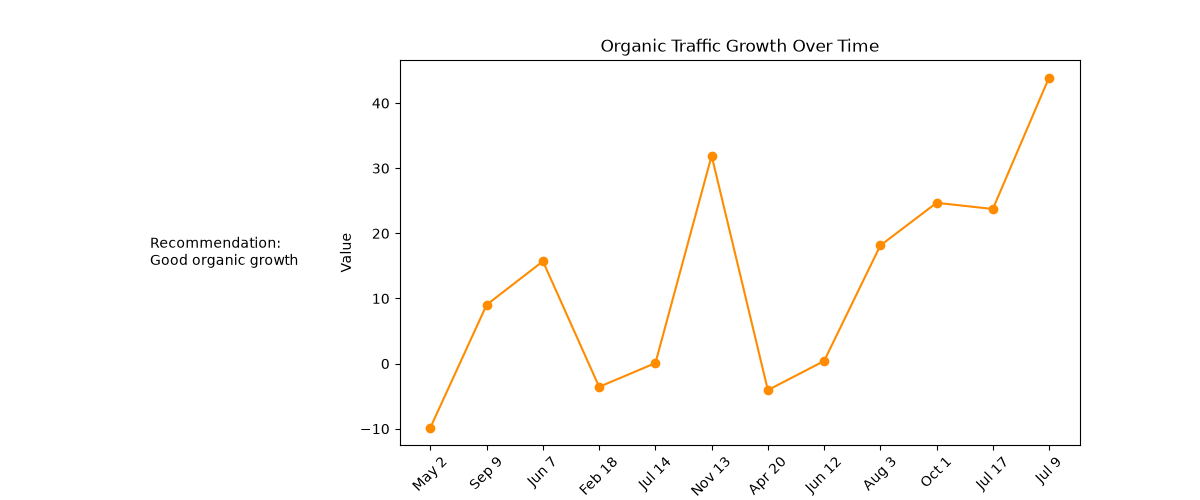 Organic Traffic Growth Over Time
Recommendation:
Good organic growth
Value
40
30
20
10
0
−10
May 2
Sep 9
Jun 7
Feb 18
Jul 14
Nov 13
Apr 20
Jun 12
Aug 3
Oct 1
Jul 17
Jul 9